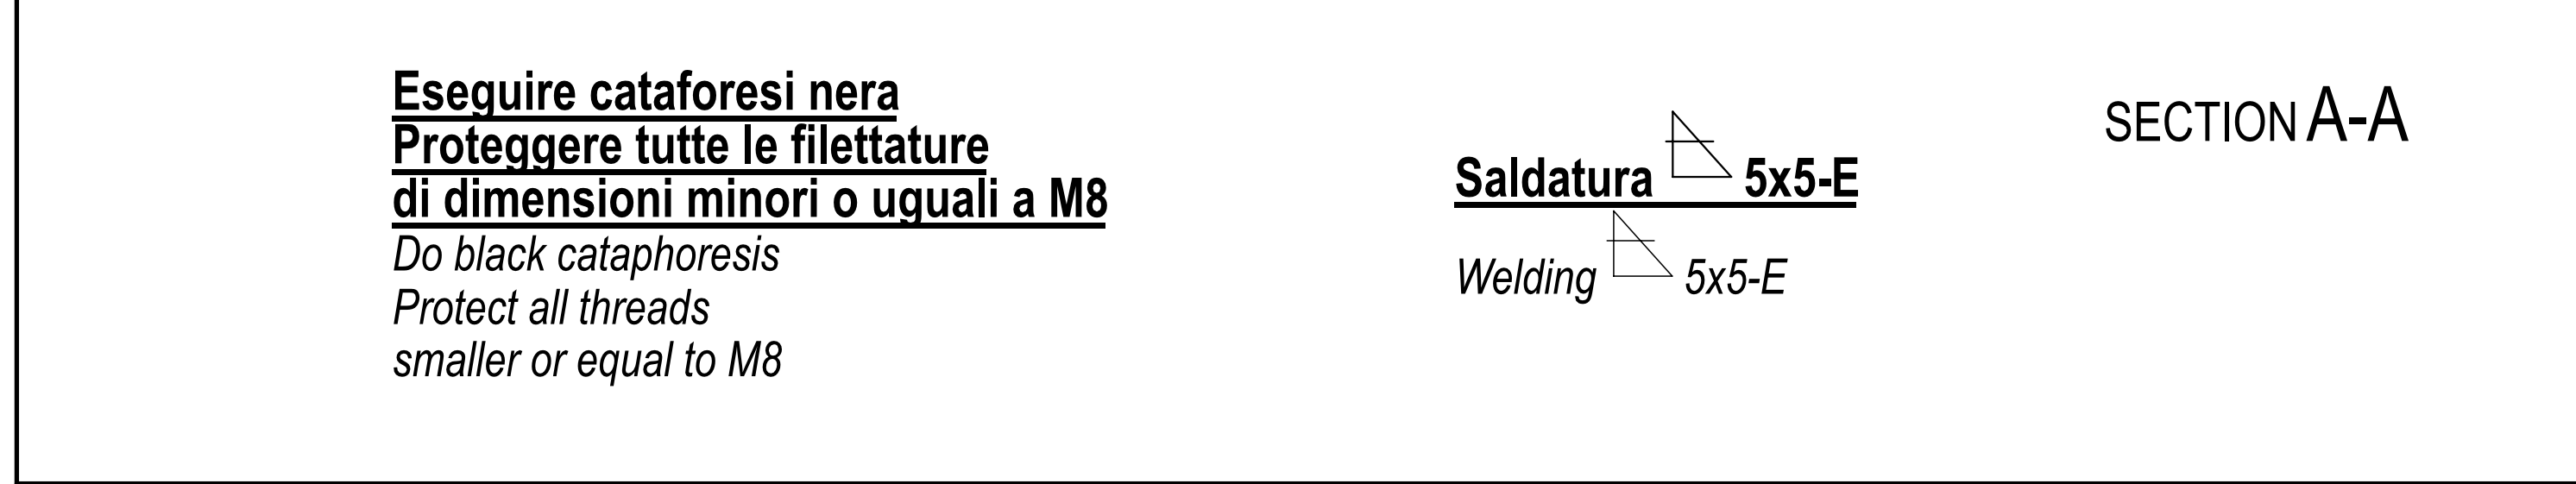 Eseguire cataforesi nera
Proteggere tutte le filettature
di dimensioni minori o uguali a M8
Do black cataphoresis
Protect all threads
smaller or equal to M8
Saldatura 5x5-E
Welding 5x5-E
SECTION A-A